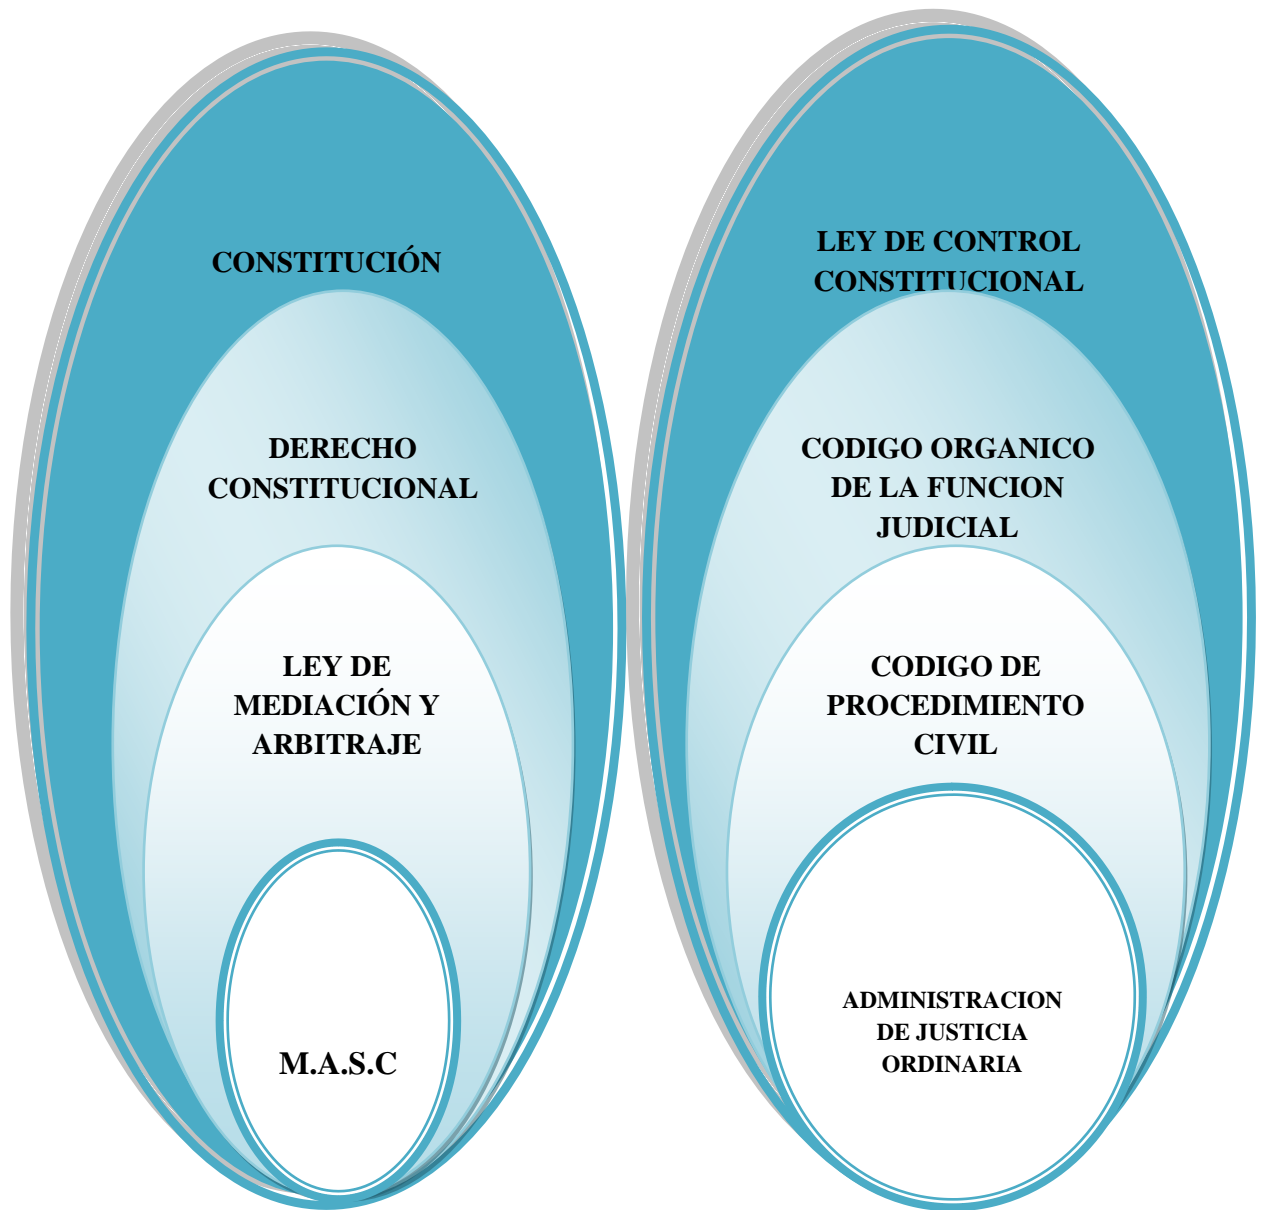 CONSTITUCIÓN
DERECHO
CONSTITUCIONAL
LEY DE
MEDIACIÓN Y
ARBITRAJE
M.A.S.C
LEY DE CONTROL
CONSTITUCIONAL
CODIGO ORGANICO
DE LA FUNCION
JUDICIAL
CODIGO DE
PROCEDIMIENTO
CIVIL
ADMINISTRACION
DE JUSTICIA
ORDINARIA